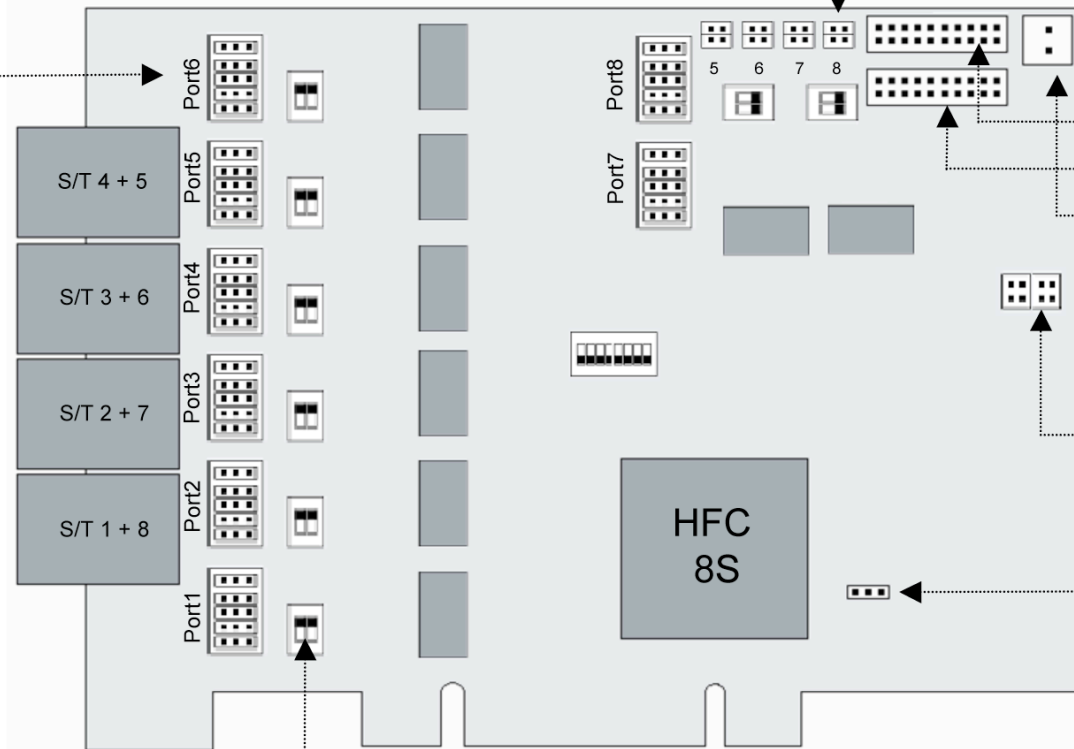 Port6
Port8
5 6 7 8
S/T 4 + 5
Port5
Port7
S/T 3 + 6
Port4
S/T 2 + 7
Port3
S/T 1 + 8
Port2
HFC
8S
Port1